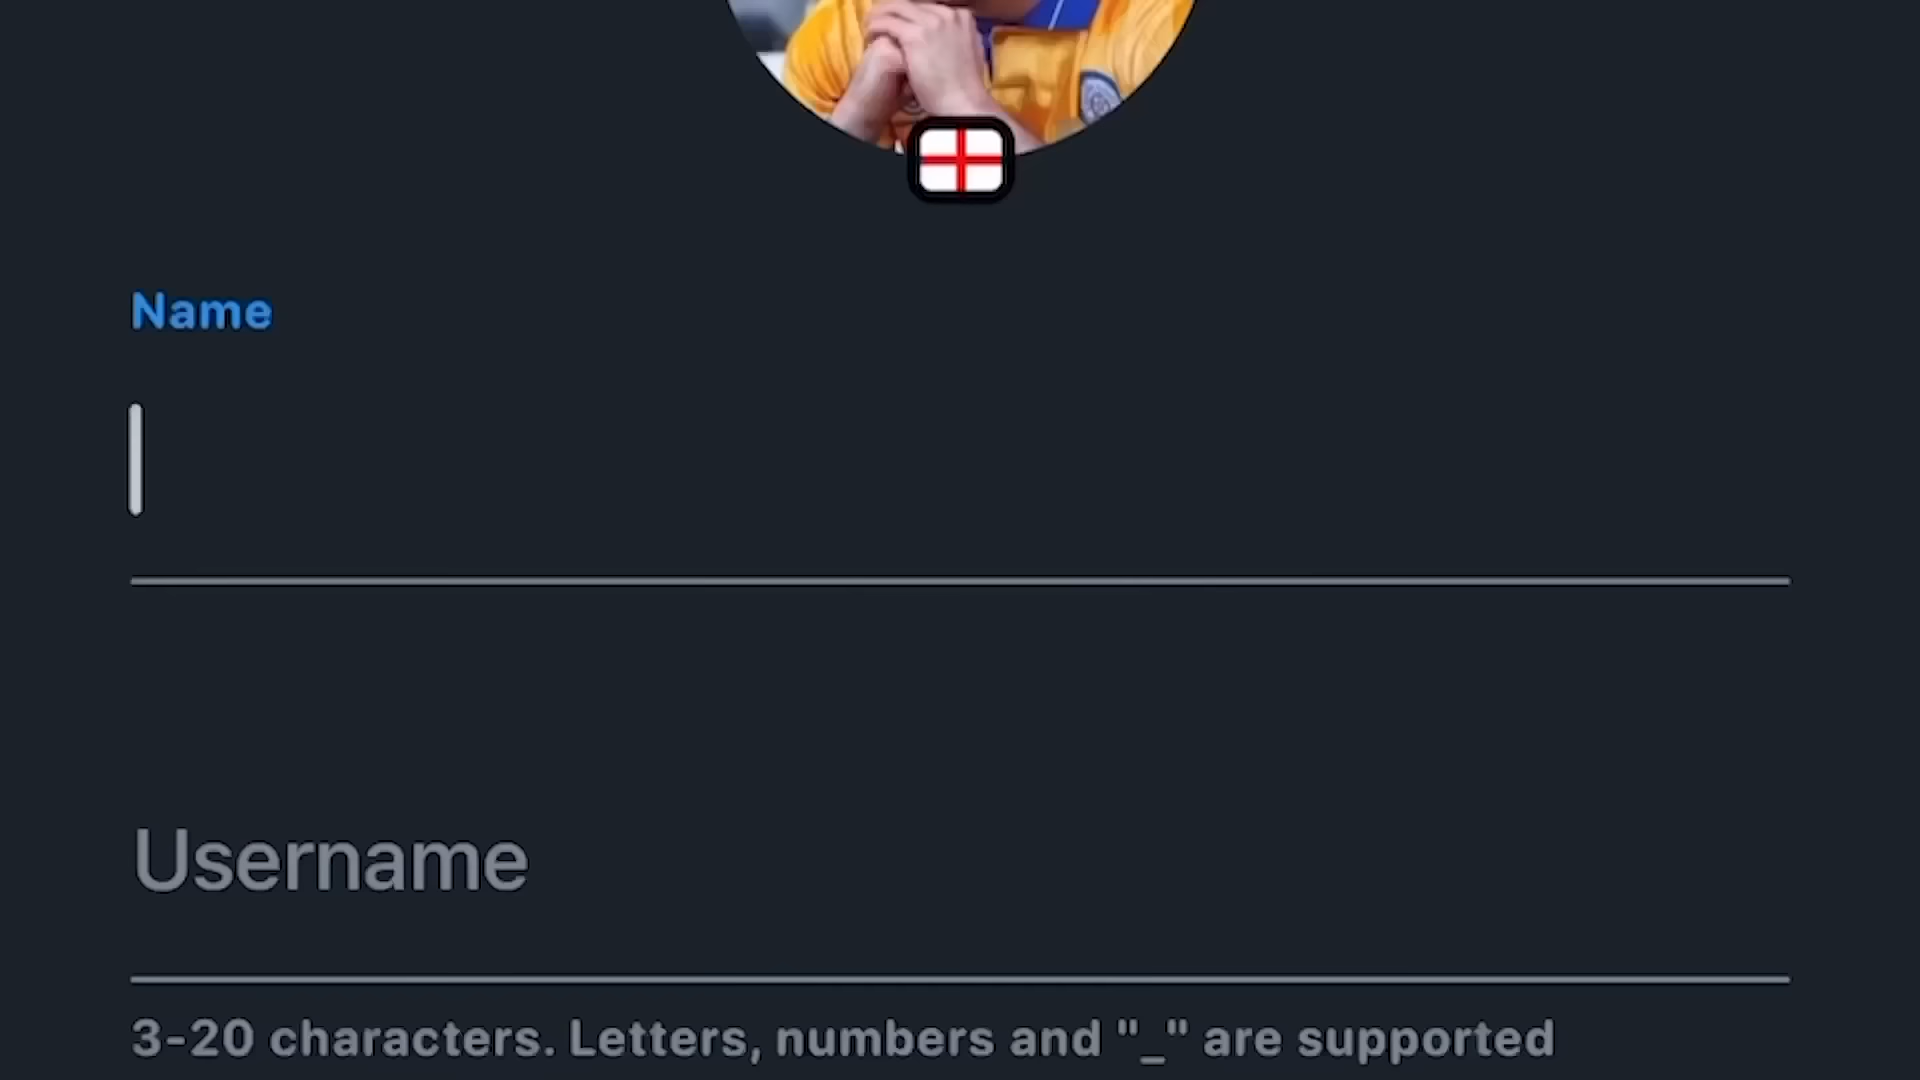 Name
Username
3-20 characters. Letters, numbers and "_" are supported